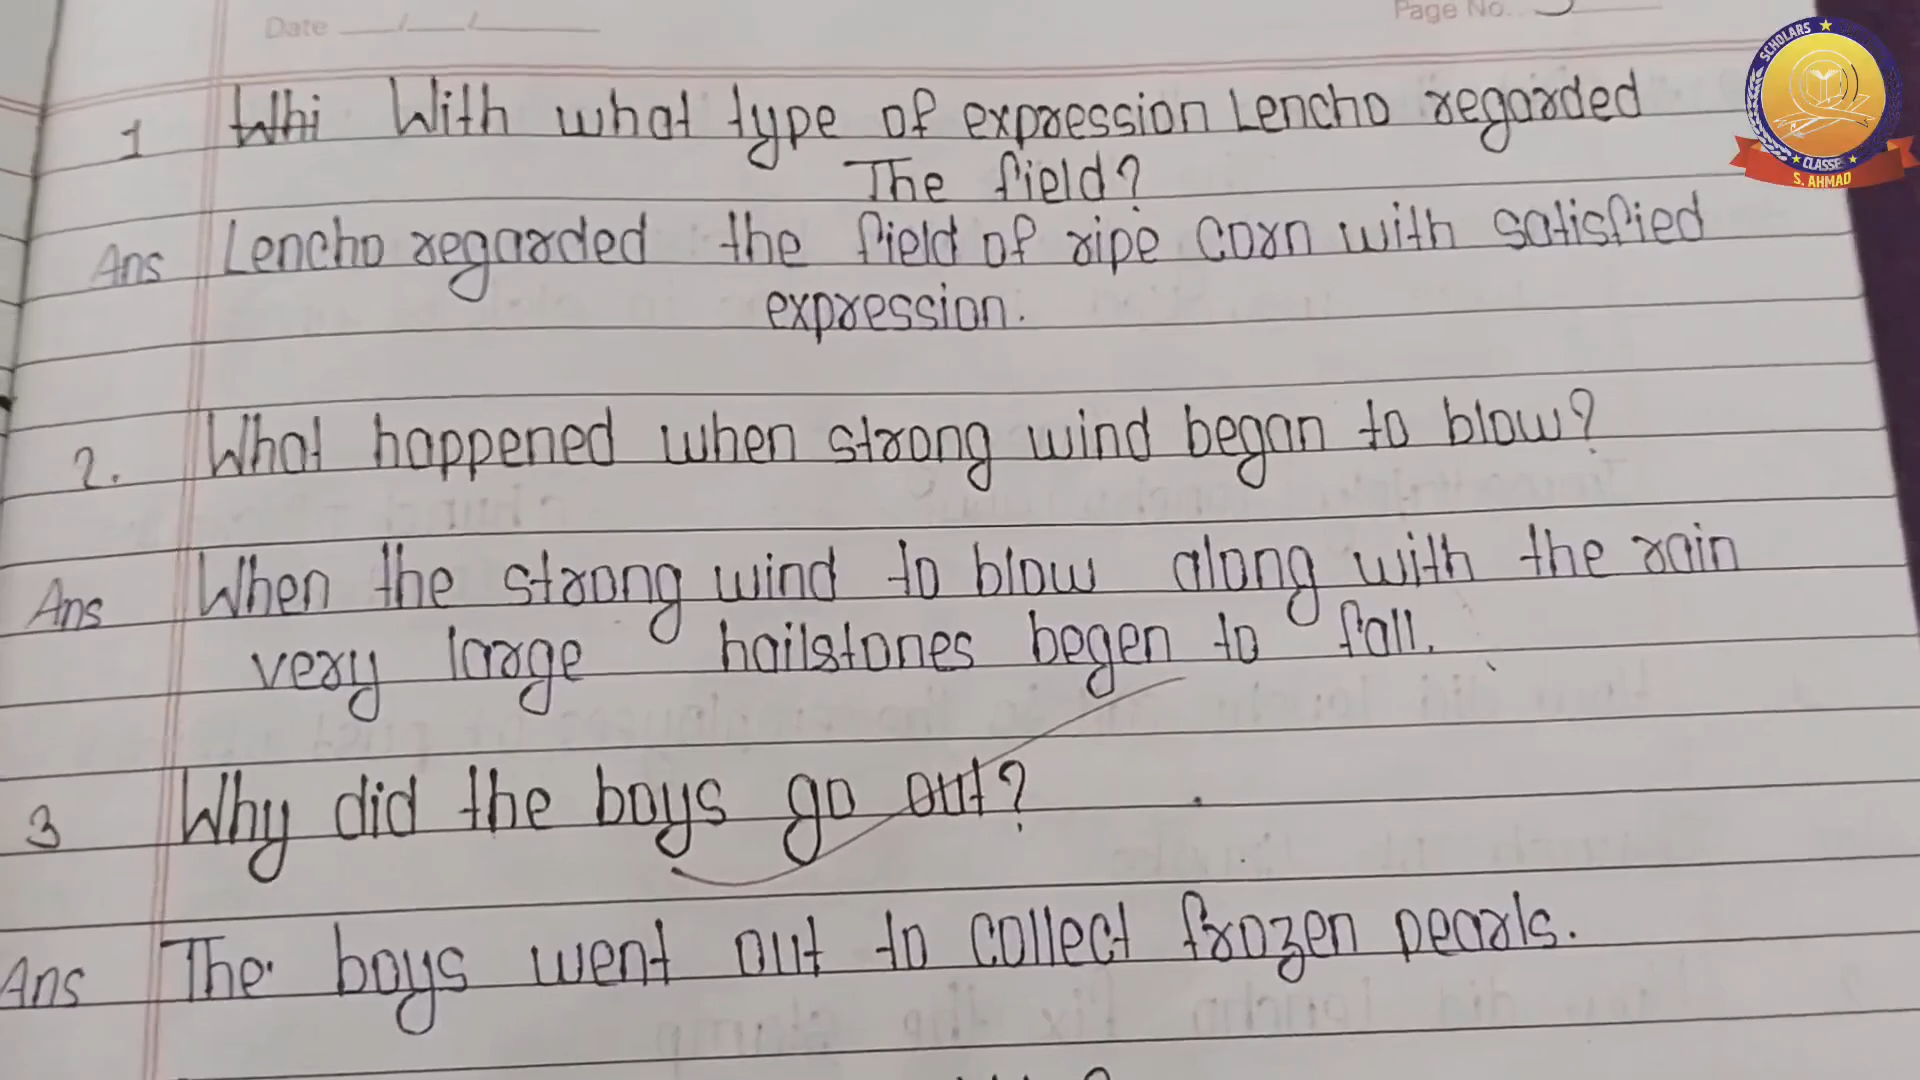 Date
Page No.
SCHOLARS
CLASSES
S. AHMAD
1 Whi With what type of expression Lencho regarded
The field?
Ans Lencho regarded the field of ripe corn with satisfied
expression.
2. What happened when strong wind began to blow?
Ans When the strong wind to blow along with the rain
very large hailstones begen to fall.
3 Why did the boys go out?
Ans The boys went out to collect frozen pearls.